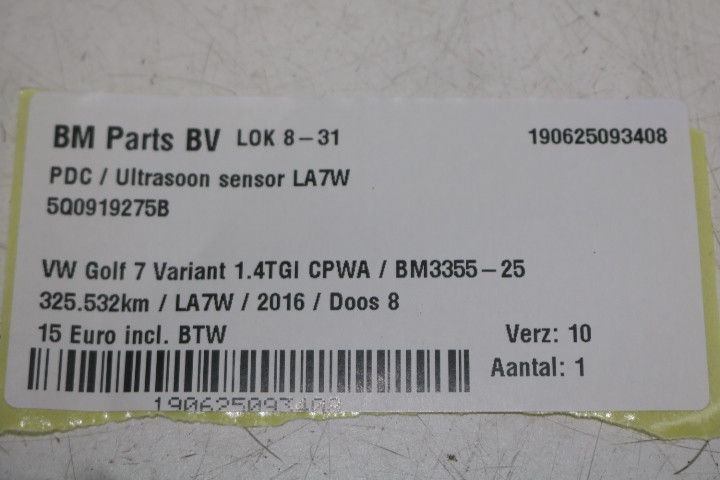 BM Parts BV LOK 8-31 190625093408
PDC / Ultrasoon sensor LA7W
5Q0919275B
VW Golf 7 Variant 1.4TGI CPWA / BM3355-25
325.532km / LA7W / 2016 / Doos 8
15 Euro incl. BTW Verz: 10
Aantal: 1
190625093408